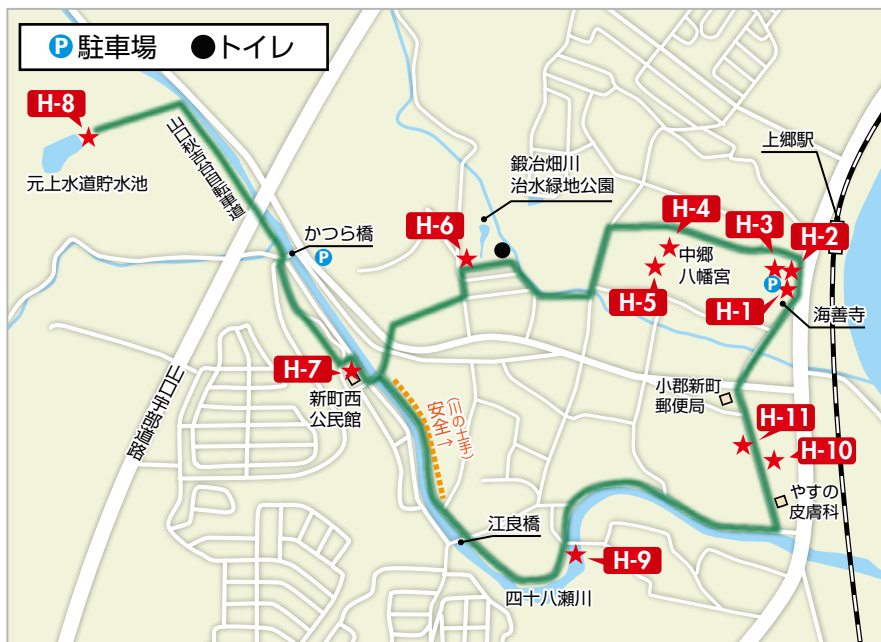 P 駐車場 ●トイレ
上郷駅
H-8
元上水道貯水池
山口秋吉台自転車道
鍛冶畑川
治水緑地公園
かつら橋
P
H-6
H-4
H-3
H-2
中郷
八幡宮
H-5
P
H-1
海善寺
山口宇部道路
H-7
新町西
公民館
安全→
(川の土手)
小郡新町
郵便局
H-11
H-10
やすの
皮膚科
江良橋
H-9
四十八瀬川